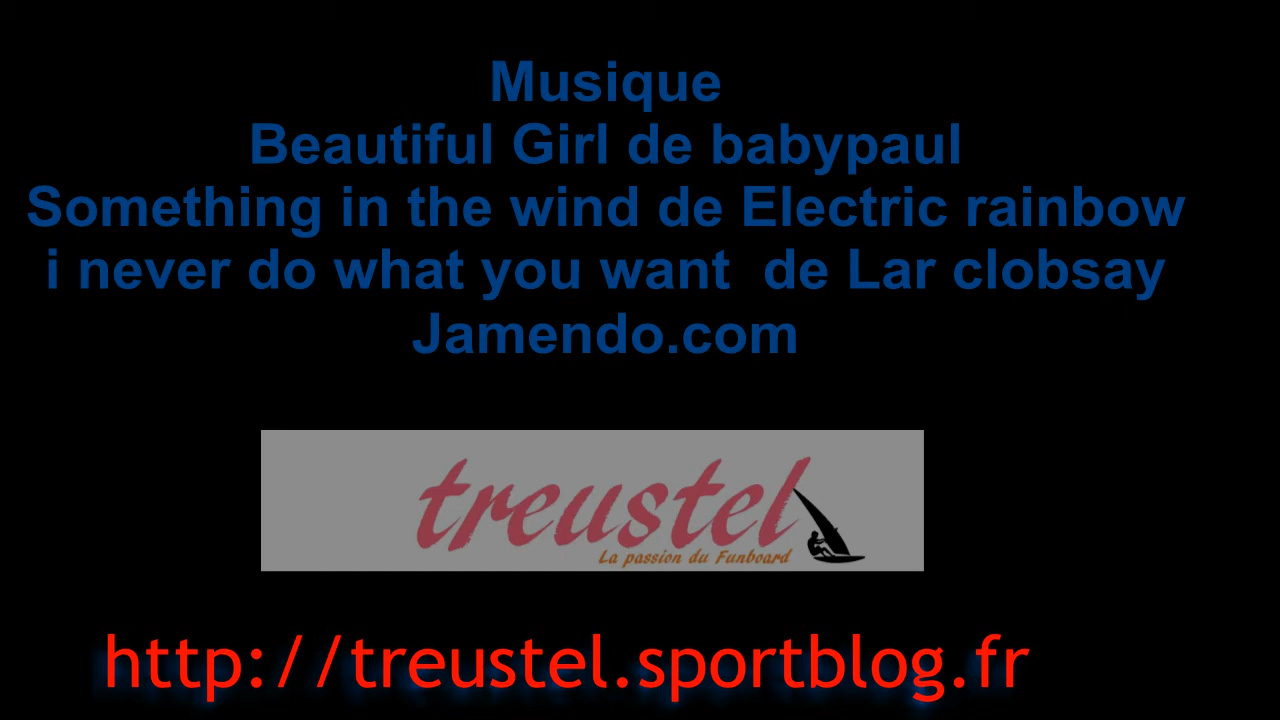 Musique
Beautiful Girl de babypaul
Something in the wind de Electric rainbow
i never do what you want  de Lar clobsay
Jamendo.com
treustel
La passion du Funboard
http://treustel.sportblog.fr